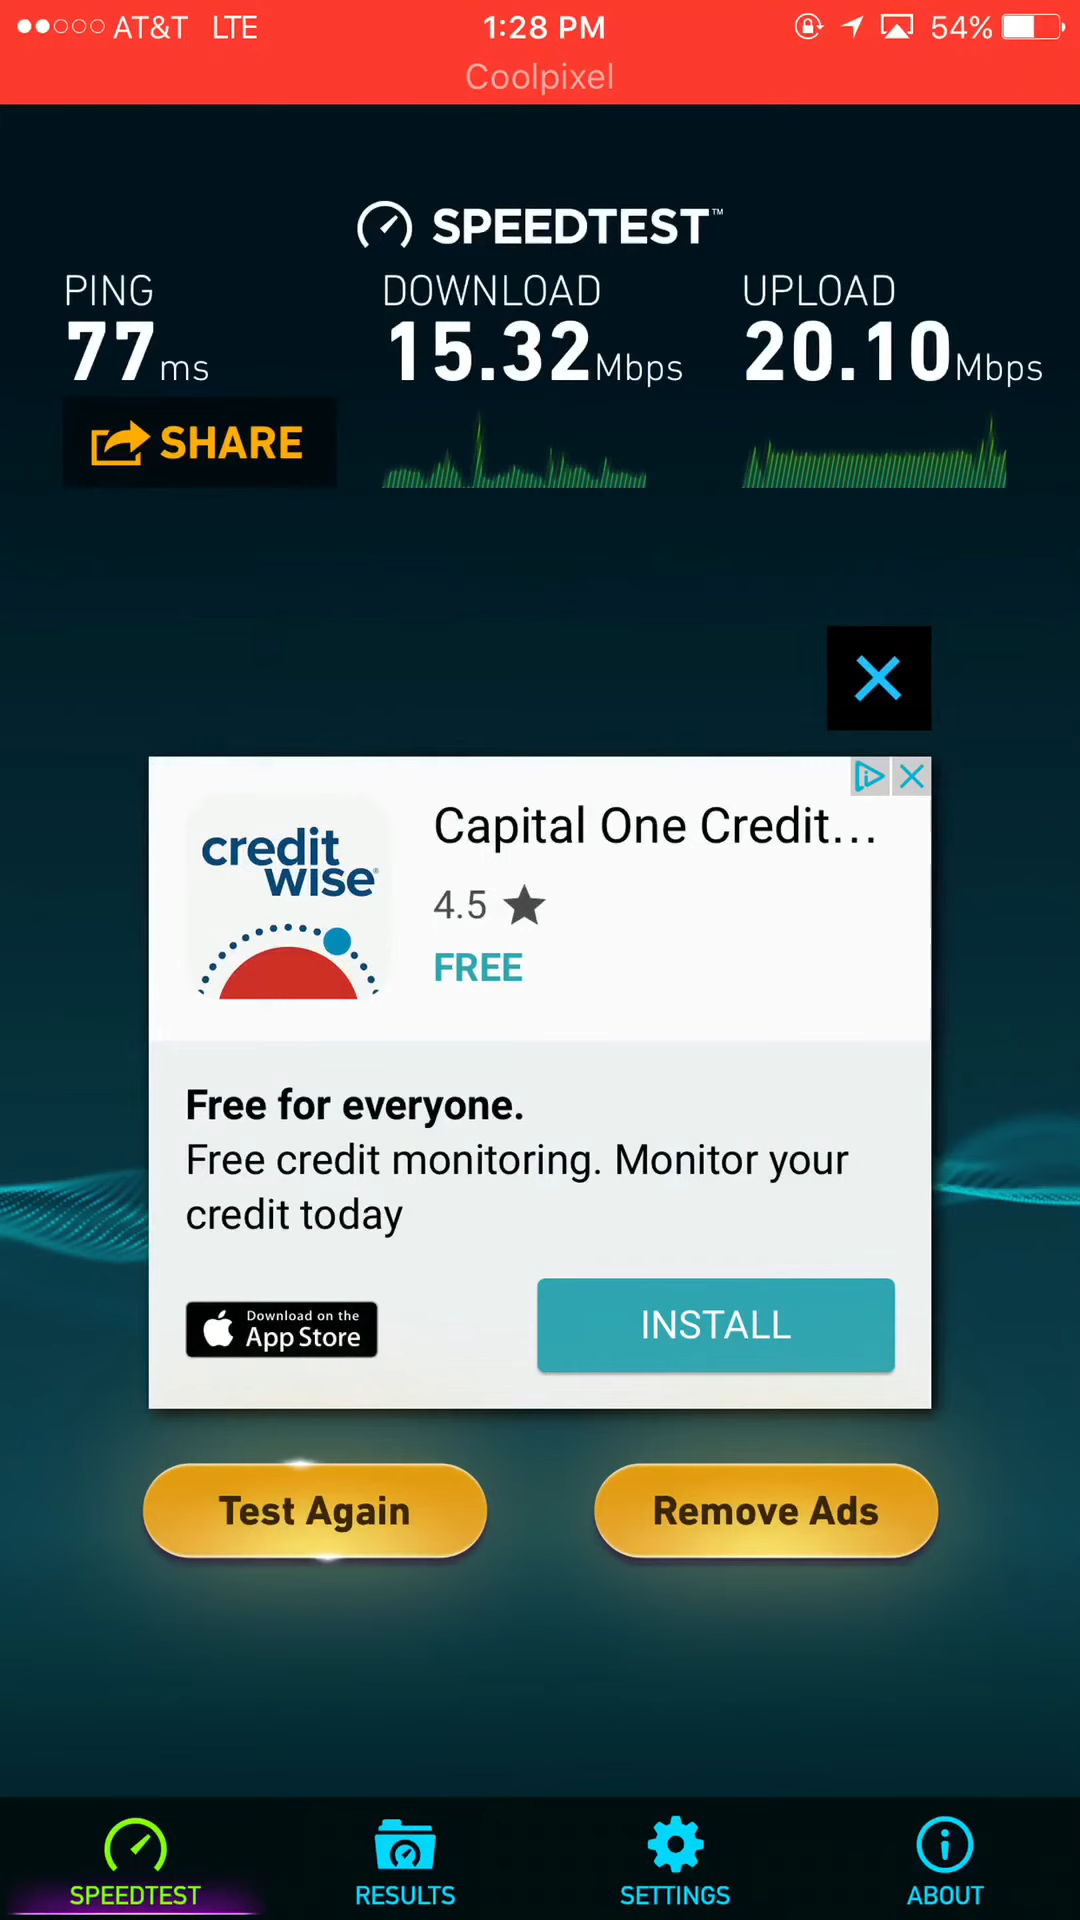 AT&T LTE 1:28 PM 54%
Coolpixel
SPEEDTEST™
PING DOWNLOAD UPLOAD
77 ms 15.32 Mbps 20.10 Mbps
SHARE
Capital One Credit...
credit
wise®
4.5
FREE
Free for everyone.
Free credit monitoring. Monitor your
credit today
Download on the
App Store
INSTALL
Test Again Remove Ads
SPEEDTEST RESULTS SETTINGS ABOUT